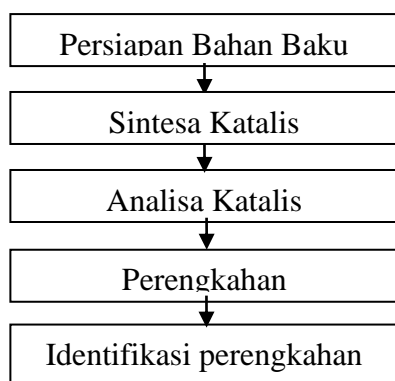 Persiapan Bahan Baku
Sintesa Katalis
Analisa Katalis
Perengkahan
Identifikasi perengkahan